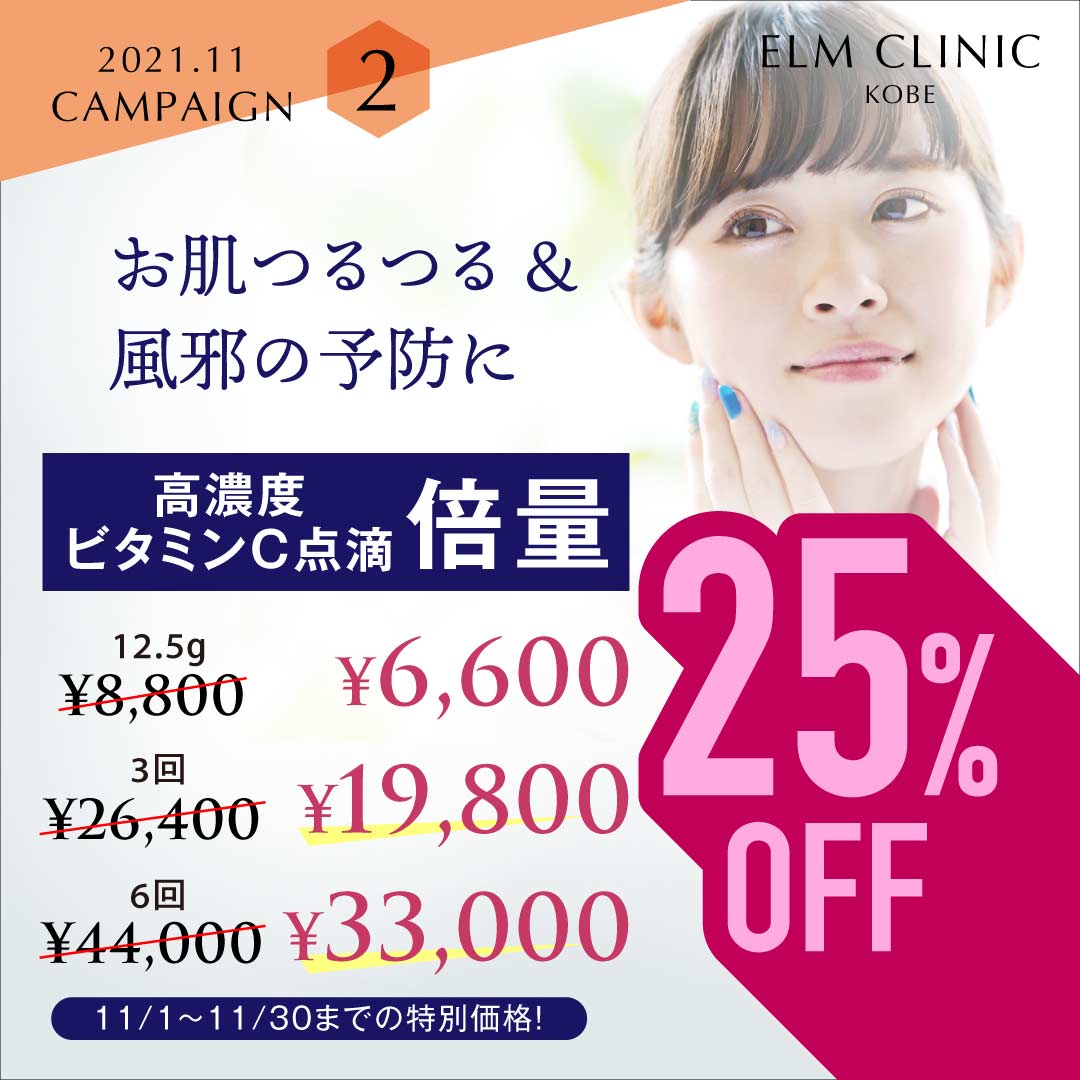 2021.11
CAMPAIGN
2
ELM CLINIC
KOBE
お肌つるつる &
風邪の予防に
高濃度
ビタミンC点滴 倍量
12.5g
¥8,800 ¥6,600
3回
¥26,400 ¥19,800
6回
¥44,000 ¥33,000
25%
OFF
11/1～11/30までの特別価格!